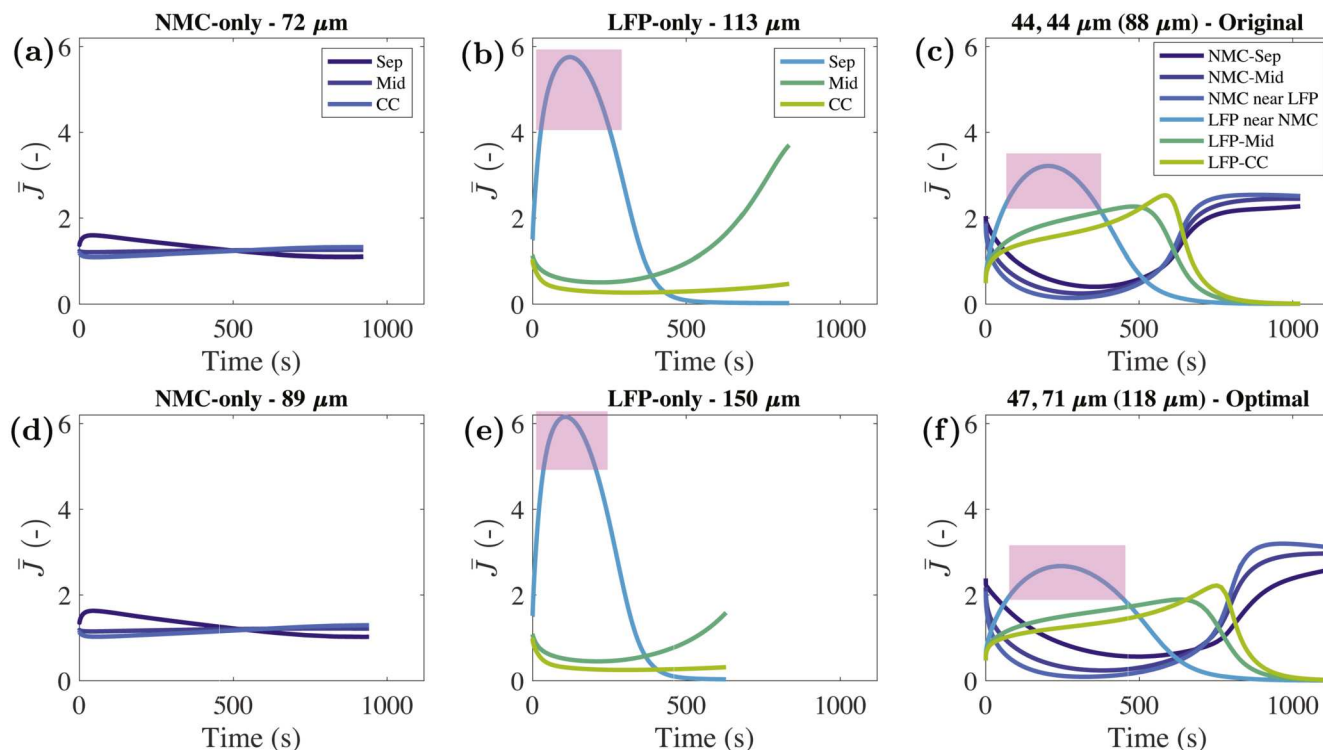 NMC-only - 72 μm
(a)
6
4
2
0
J̄ (-)
Sep
Mid
CC
0 500 1000
Time (s)
LFP-only - 113 μm
(b)
6
4
2
0
J̄ (-)
Sep
Mid
CC
0 500 1000
Time (s)
44, 44 μm (88 μm) - Original
(c)
6
4
2
0
J̄ (-)
NMC-Sep
NMC-Mid
NMC near LFP
LFP near NMC
LFP-Mid
LFP-CC
0 500 1000
Time (s)
NMC-only - 89 μm
(d)
6
4
2
0
J̄ (-)
0 500 1000
Time (s)
LFP-only - 150 μm
(e)
6
4
2
0
J̄ (-)
0 500 1000
Time (s)
47, 71 μm (118 μm) - Optimal
(f)
6
4
2
0
J̄ (-)
0 500 1000
Time (s)